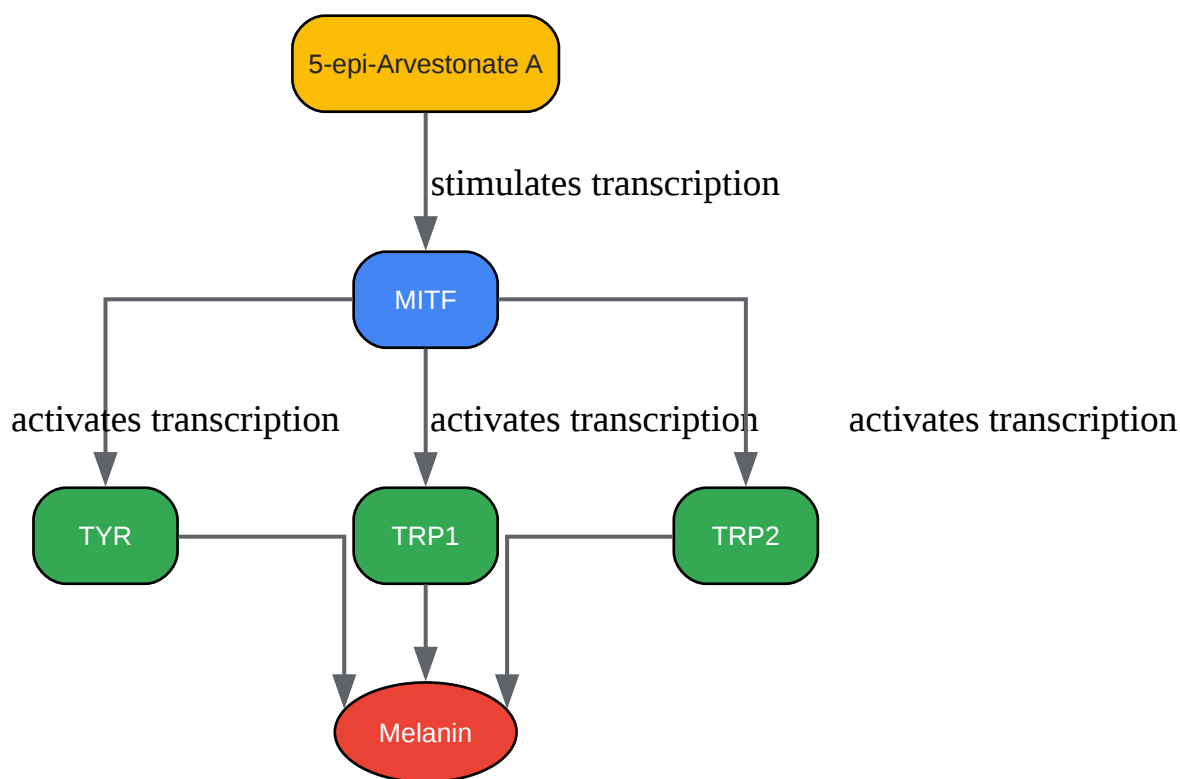 5-epi-Arvestonate A
stimulates transcription
MITF
activates transcription
activates transcription
activates transcription
TYR
TRP1
TRP2
Melanin